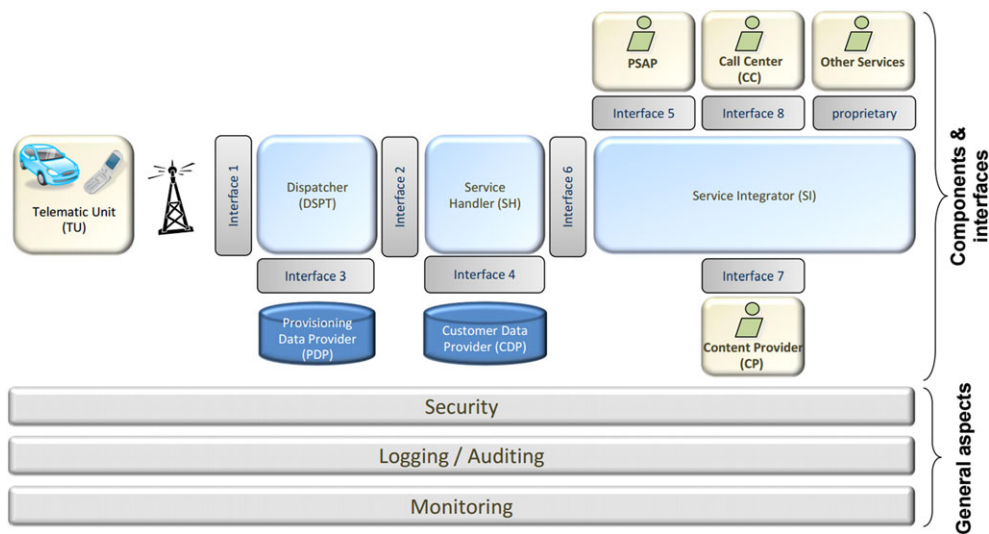 PSAP
Call Center
(CC)
Other Services
Interface 5
Interface 8
proprietary
Telematic Unit
(TU)
Interface 1
Dispatcher
(DSPT)
Interface 2
Service
Handler (SH)
Interface 6
Service Integrator (SI)
Interface 3
Interface 4
Interface 7
Provisioning
Data Provider
(PDP)
Customer Data
Provider (CDP)
Content Provider
(CP)
Components &
interfaces
Security
Logging / Auditing
Monitoring
General aspects